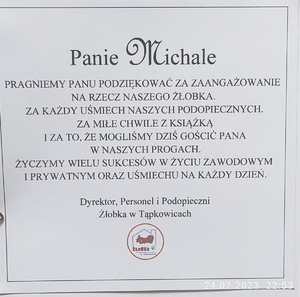 Panie Michale
PRAGNIEMY PANU PODZIĘKOWAĆ ZA ZAANGAŻOWANIE
NA RZECZ NASZEGO ŻŁOBKA.
ZA KAŻDY UŚMIECH NASZYCH PODOPIECZNYCH.
ZA MIŁE CHWILE Z KSIĄŻKĄ
I ZA TO, ŻE MOGLIŚMY DZIŚ GOŚCIĆ PANA
W NASZYCH PROGACH.
ŻYCZYMY WIELU SUKCESÓW W ŻYCIU ZAWODOWYM
I PRYWATNYM ORAZ UŚMIECHU NA KAŻDY DZIEŃ.
Dyrektor, Personel i Podopieczni
Żłobka w Tąpkowicach
ŻŁOBEK
24.07.2023 22:53